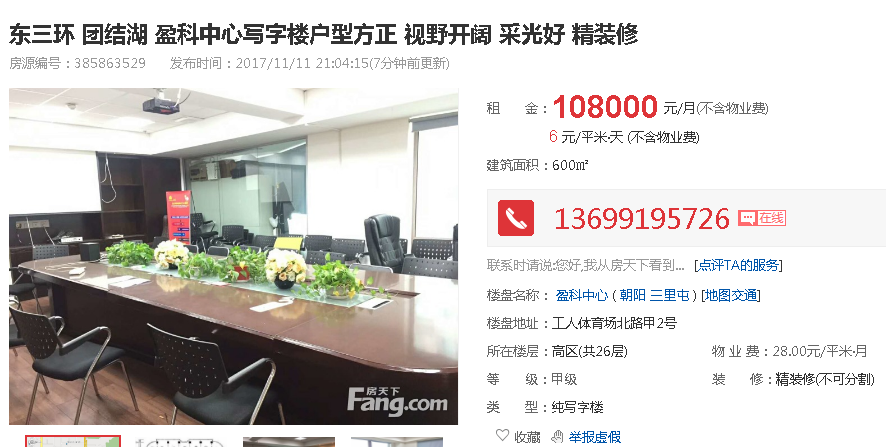 东三环 团结湖 盈科中心写字楼户型方正 视野开阔 采光好 精装修
房源编号：385863529 发布时间：2017/11/11 21:04:15(7分钟前更新)
租 金：108000 元/月(不含物业费)
6 元/平米·天 (不含物业费)
建筑面积：600㎡
13699195726 在线
联系时请说:您好,我从房天下看到... [点评TA的服务]
楼盘名称： 盈科中心 ( 朝阳 三里屯 ) [地图交通]
楼盘地址：工人体育场北路甲2号
所在楼层：高区(共26层) 物 业 费：28.00元/平米·月
等 级：甲级 装 修：精装修(不可分割)
类 型：纯写字楼
房天下
Fang.com
收藏 举报虚假